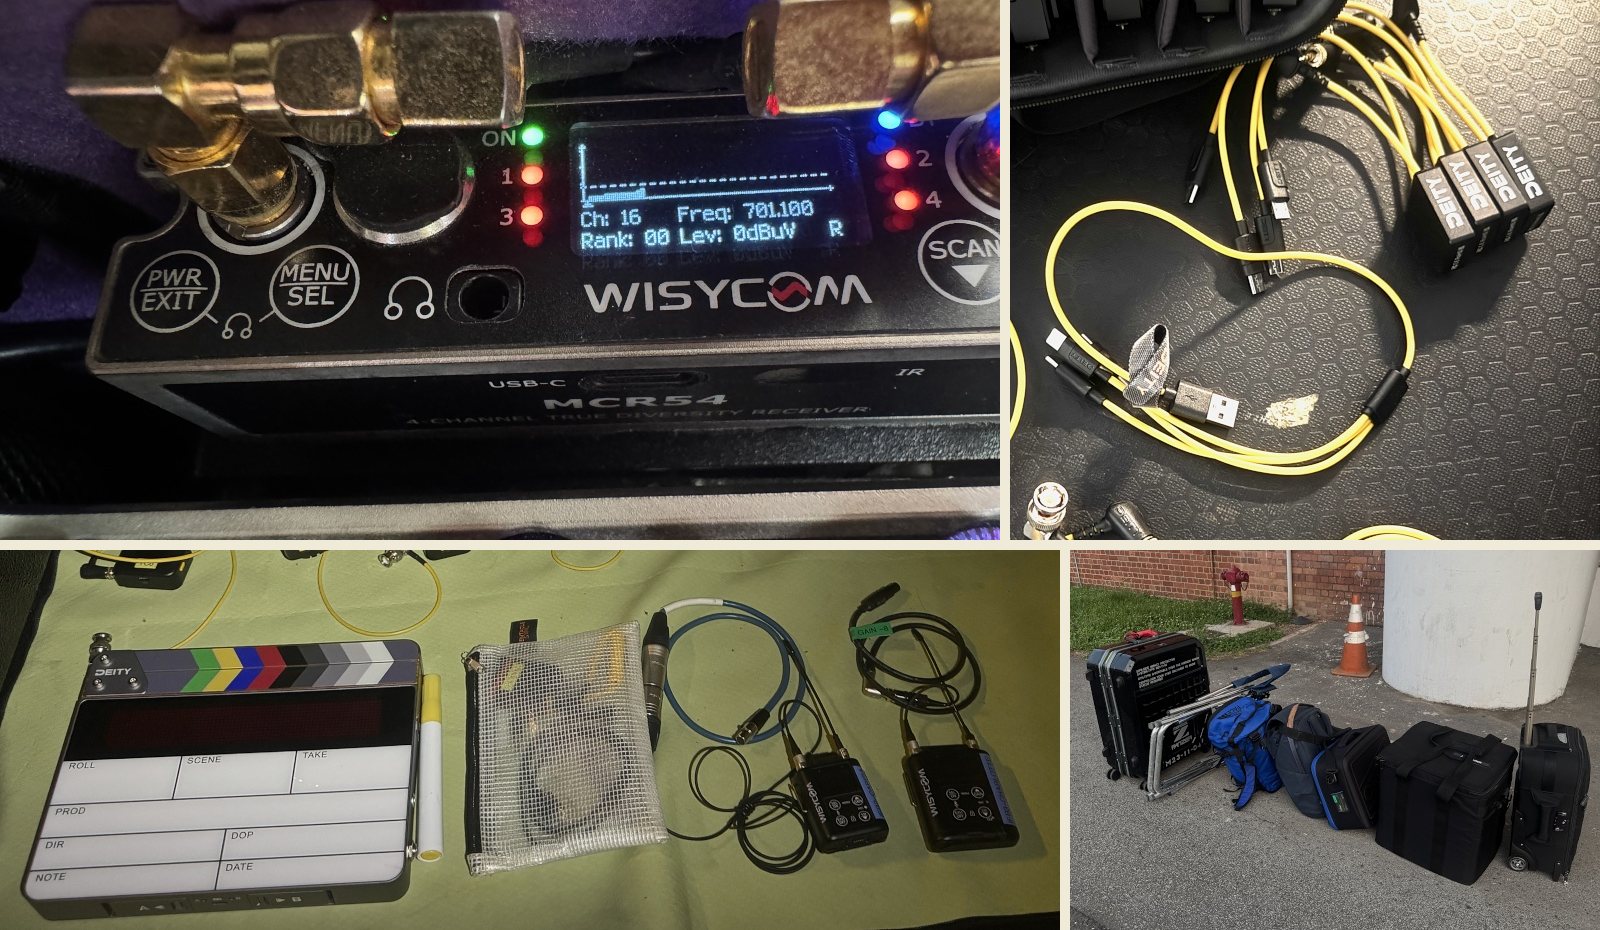 ON
1
2
3
4
Ch: 16 Freq: 701.100
Rank: 00 Lev: 0dBuV R
PWR
EXIT
MENU
SEL
SCAN
WISYCOM
USB-C
IR
MCR54
4-CHANNEL TRUE DIVERSITY RECEIVER
DEITY
DEITY
DEITY
DEITY
DEITY
ROLL
SCENE
TAKE
PROD
DIR
DOP
NOTE
DATE
A
B
GAIN -6
WISYCOM
WISYCOM
Z